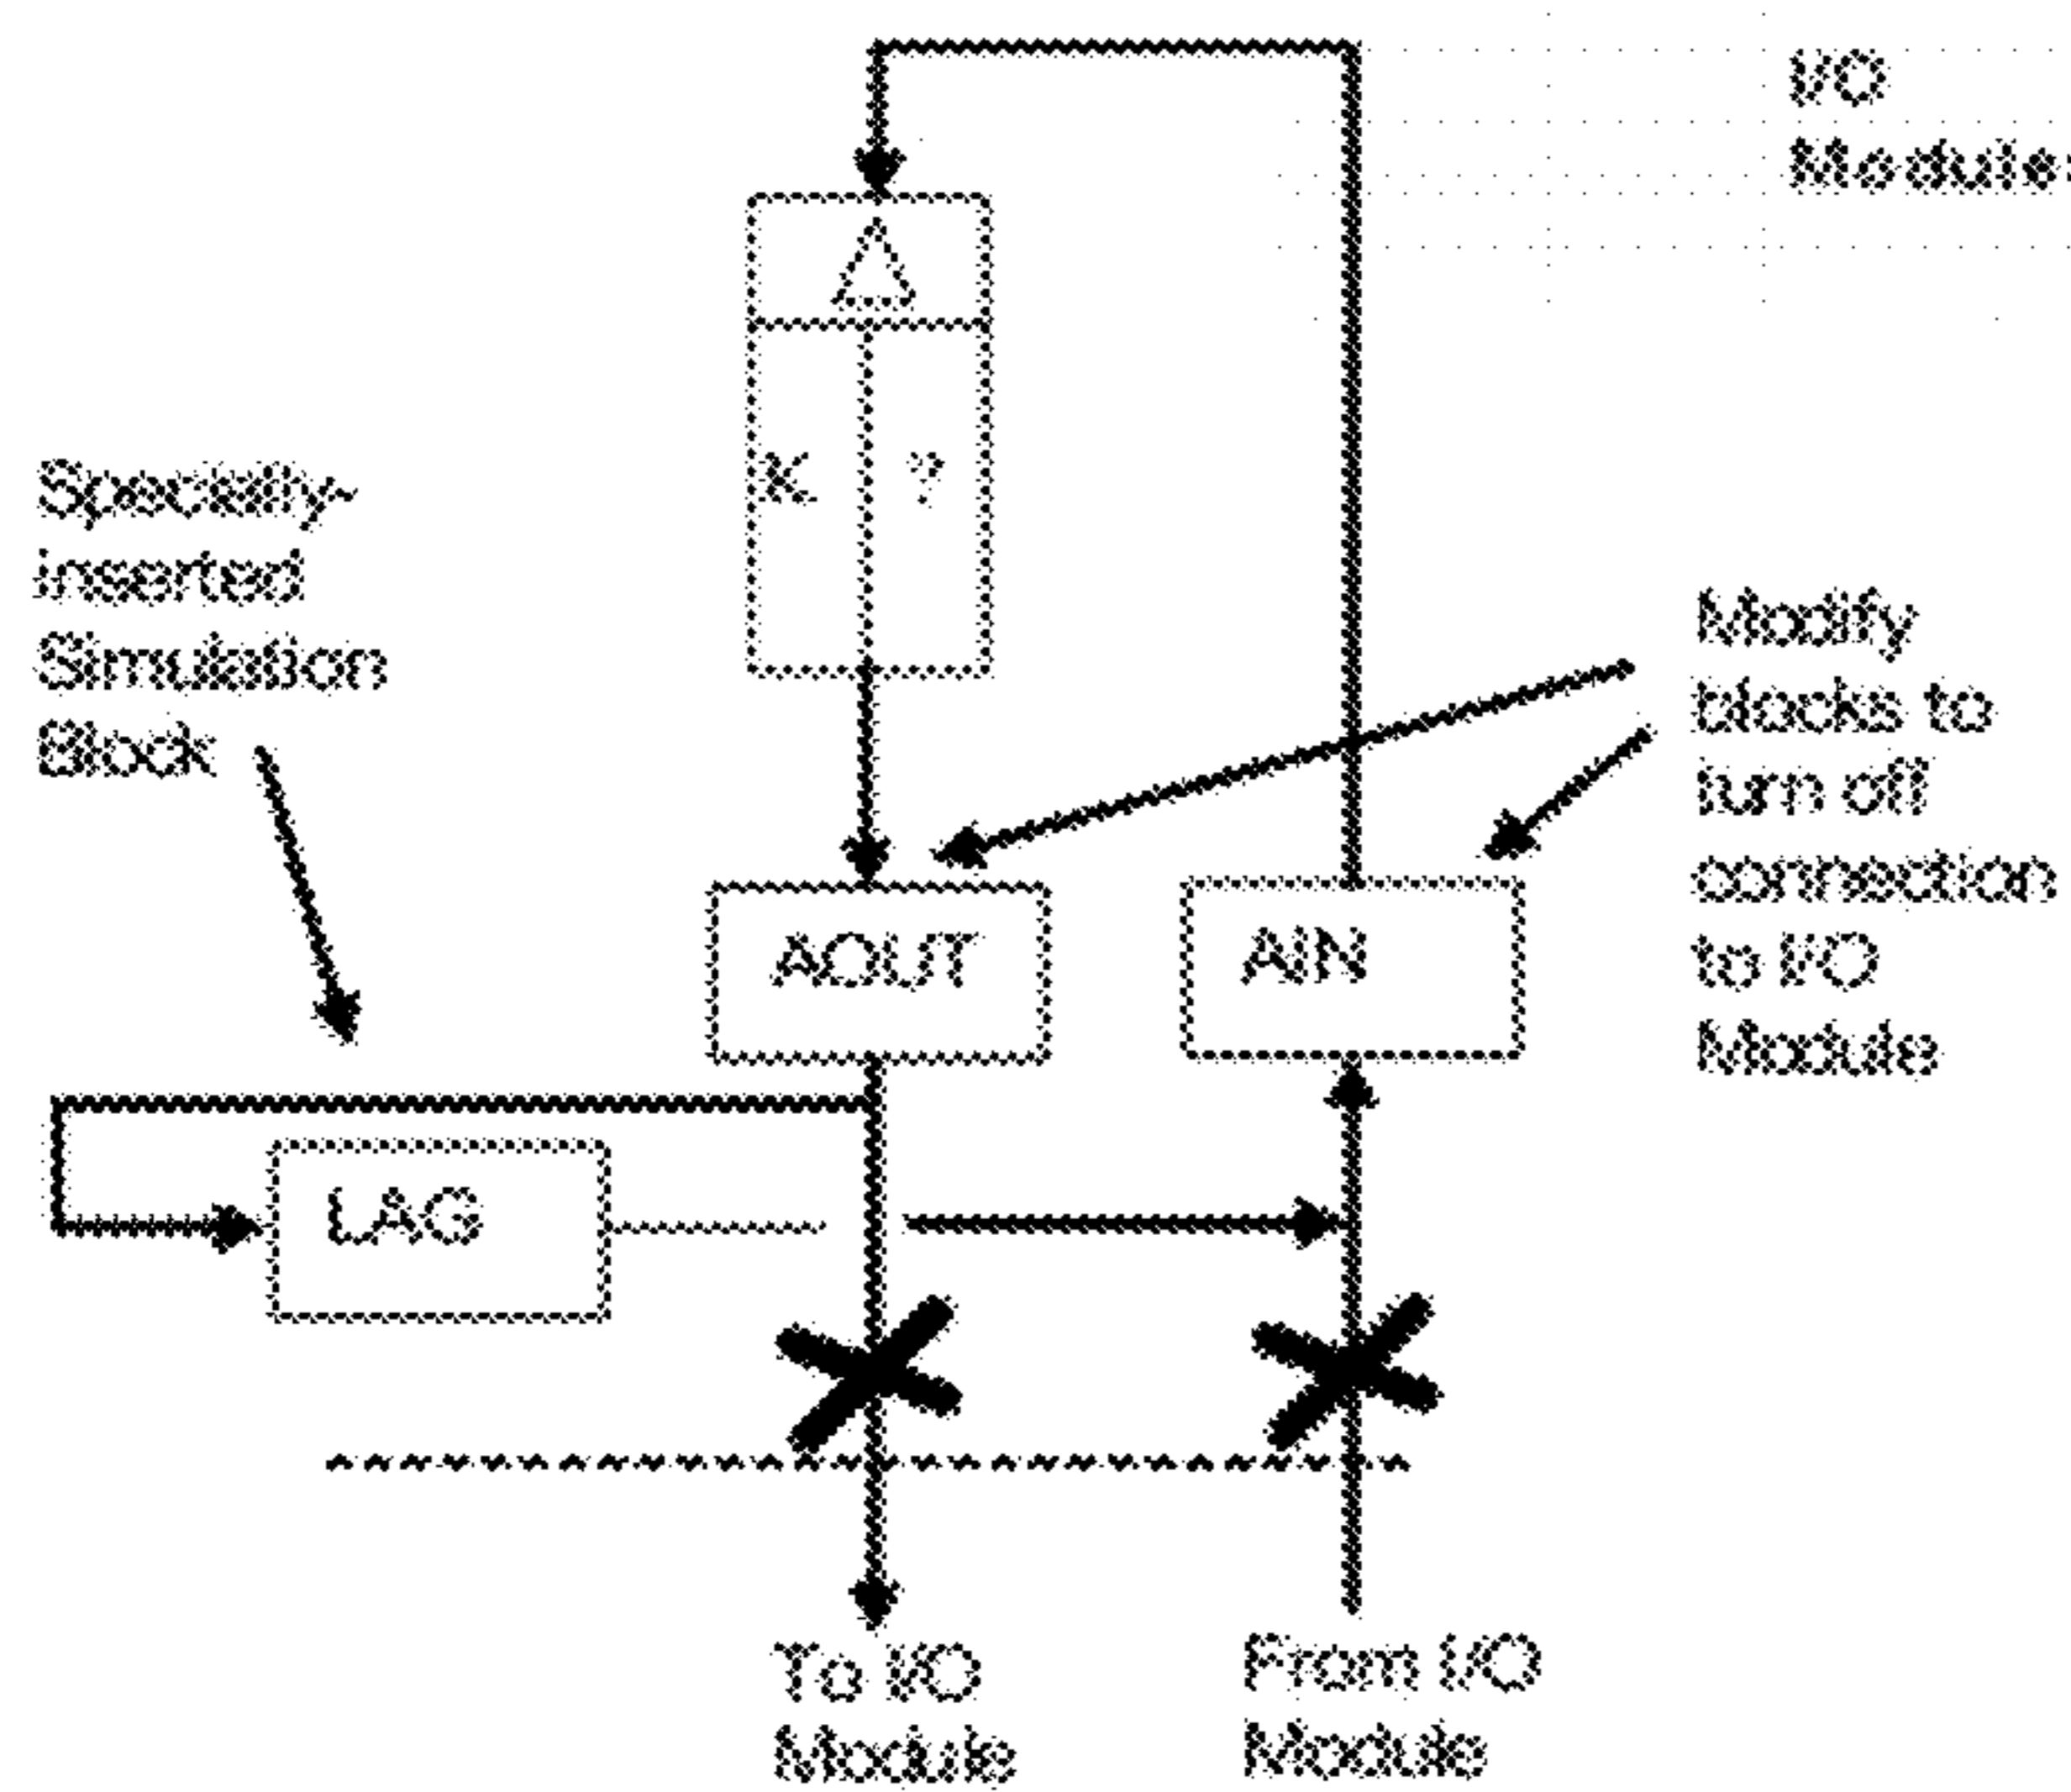 I/O
Module
Specially
inserted
Simulation
Block
K ?
Modify
blocks to
turn off
connection
to I/O
Module
AOUT
AIN
LAG
To I/O
Module
From I/O
Module